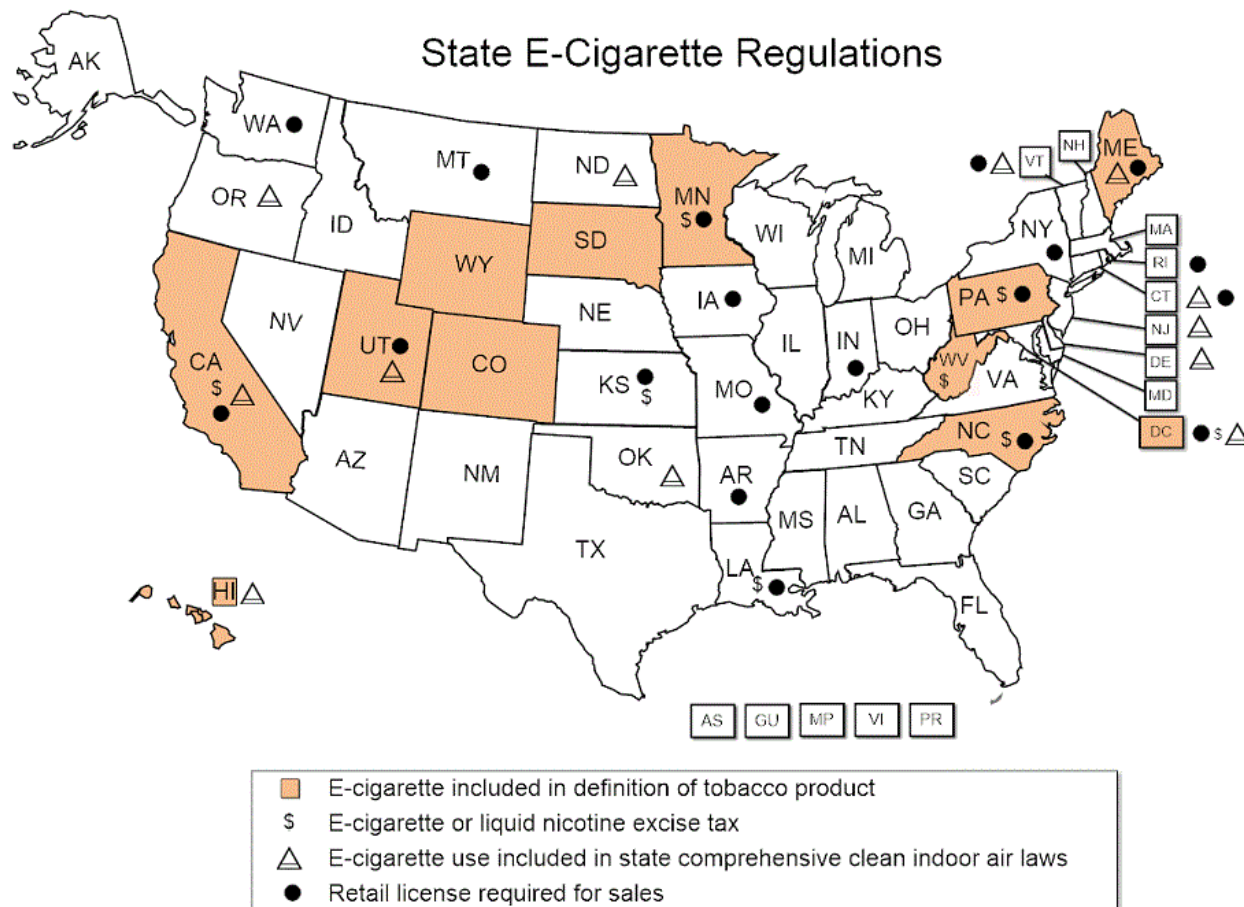 State E-Cigarette Regulations
AK
WA
MT
ND
MN
$
VT
NH
ME
OR
ID
WY
SD
WI
MI
NY
MA
RI
CT
NJ
DE
MD
DC
$
NV
UT
CO
NE
IA
IL
IN
OH
PA $
WV
$
VA
CA
$
KS
$
MO
KY
NC
$
TN
AZ
NM
OK
AR
SC
MS
AL
GA
TX
LA
$
FL
HI
AS
GU
MP
VI
PR
E-cigarette included in definition of tobacco product
$ E-cigarette or liquid nicotine excise tax
E-cigarette use included in state comprehensive clean indoor air laws
Retail license required for sales